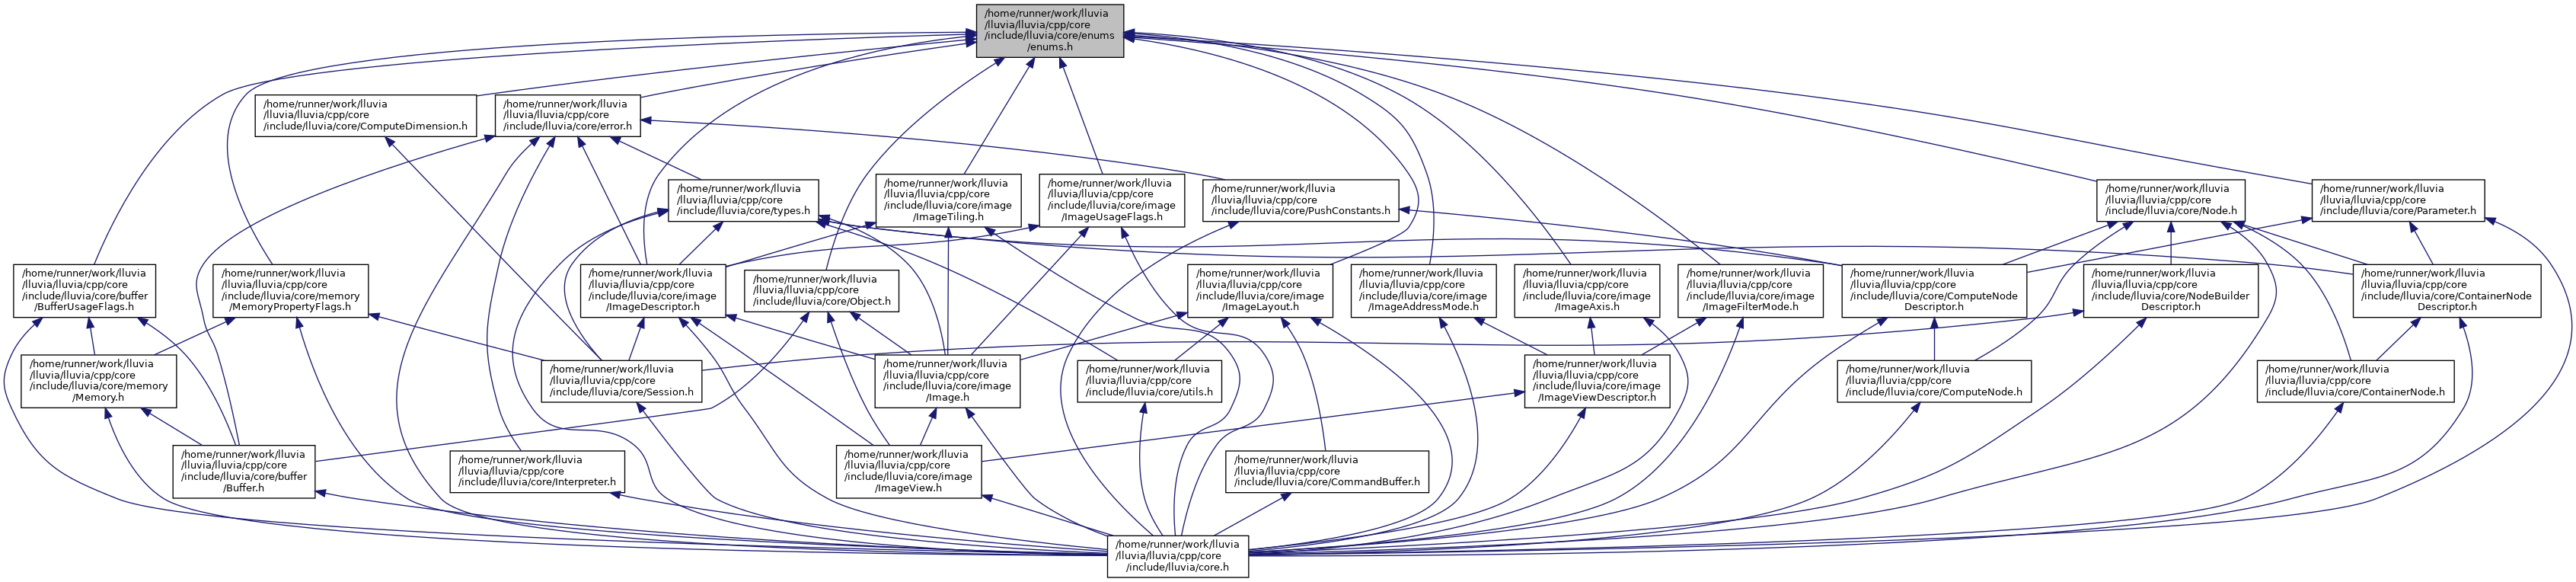 /home/runner/work/lluvia
/lluvia/lluvia/cpp/core
/include/lluvia/core/enums
/enums.h
/home/runner/work/lluvia
/lluvia/lluvia/cpp/core
/include/lluvia/core/ComputeDimension.h
/home/runner/work/lluvia
/lluvia/lluvia/cpp/core
/include/lluvia/core/error.h
/home/runner/work/lluvia
/lluvia/lluvia/cpp/core
/include/lluvia/core/types.h
/home/runner/work/lluvia
/lluvia/lluvia/cpp/core
/include/lluvia/core/image
/ImageTiling.h
/home/runner/work/lluvia
/lluvia/lluvia/cpp/core
/include/lluvia/core/image
/ImageUsageFlags.h
/home/runner/work/lluvia
/lluvia/lluvia/cpp/core
/include/lluvia/core/PushConstants.h
/home/runner/work/lluvia
/lluvia/lluvia/cpp/core
/include/lluvia/core/Node.h
/home/runner/work/lluvia
/lluvia/lluvia/cpp/core
/include/lluvia/core/Parameter.h
/home/runner/work/lluvia
/lluvia/lluvia/cpp/core
/include/lluvia/core/buffer
/BufferUsageFlags.h
/home/runner/work/lluvia
/lluvia/lluvia/cpp/core
/include/lluvia/core/memory
/MemoryPropertyFlags.h
/home/runner/work/lluvia
/lluvia/lluvia/cpp/core
/include/lluvia/core/image
/ImageDescriptor.h
/home/runner/work/lluvia
/lluvia/lluvia/cpp/core
/include/lluvia/core/Object.h
/home/runner/work/lluvia
/lluvia/lluvia/cpp/core
/include/lluvia/core/image
/ImageLayout.h
/home/runner/work/lluvia
/lluvia/lluvia/cpp/core
/include/lluvia/core/image
/ImageAddressMode.h
/home/runner/work/lluvia
/lluvia/lluvia/cpp/core
/include/lluvia/core/image
/ImageAxis.h
/home/runner/work/lluvia
/lluvia/lluvia/cpp/core
/include/lluvia/core/image
/ImageFilterMode.h
/home/runner/work/lluvia
/lluvia/lluvia/cpp/core
/include/lluvia/core/ComputeNode
Descriptor.h
/home/runner/work/lluvia
/lluvia/lluvia/cpp/core
/include/lluvia/core/NodeBuilder
Descriptor.h
/home/runner/work/lluvia
/lluvia/lluvia/cpp/core
/include/lluvia/core/ContainerNode
Descriptor.h
/home/runner/work/lluvia
/lluvia/lluvia/cpp/core
/include/lluvia/core/memory
/Memory.h
/home/runner/work/lluvia
/lluvia/lluvia/cpp/core
/include/lluvia/core/Session.h
/home/runner/work/lluvia
/lluvia/lluvia/cpp/core
/include/lluvia/core/image
/Image.h
/home/runner/work/lluvia
/lluvia/lluvia/cpp/core
/include/lluvia/core/utils.h
/home/runner/work/lluvia
/lluvia/lluvia/cpp/core
/include/lluvia/core/image
/ImageViewDescriptor.h
/home/runner/work/lluvia
/lluvia/lluvia/cpp/core
/include/lluvia/core/ComputeNode.h
/home/runner/work/lluvia
/lluvia/lluvia/cpp/core
/include/lluvia/core/ContainerNode.h
/home/runner/work/lluvia
/lluvia/lluvia/cpp/core
/include/lluvia/core/buffer
/Buffer.h
/home/runner/work/lluvia
/lluvia/lluvia/cpp/core
/include/lluvia/core/Interpreter.h
/home/runner/work/lluvia
/lluvia/lluvia/cpp/core
/include/lluvia/core/image
/ImageView.h
/home/runner/work/lluvia
/lluvia/lluvia/cpp/core
/include/lluvia/core/CommandBuffer.h
/home/runner/work/lluvia
/lluvia/lluvia/cpp/core
/include/lluvia/core.h